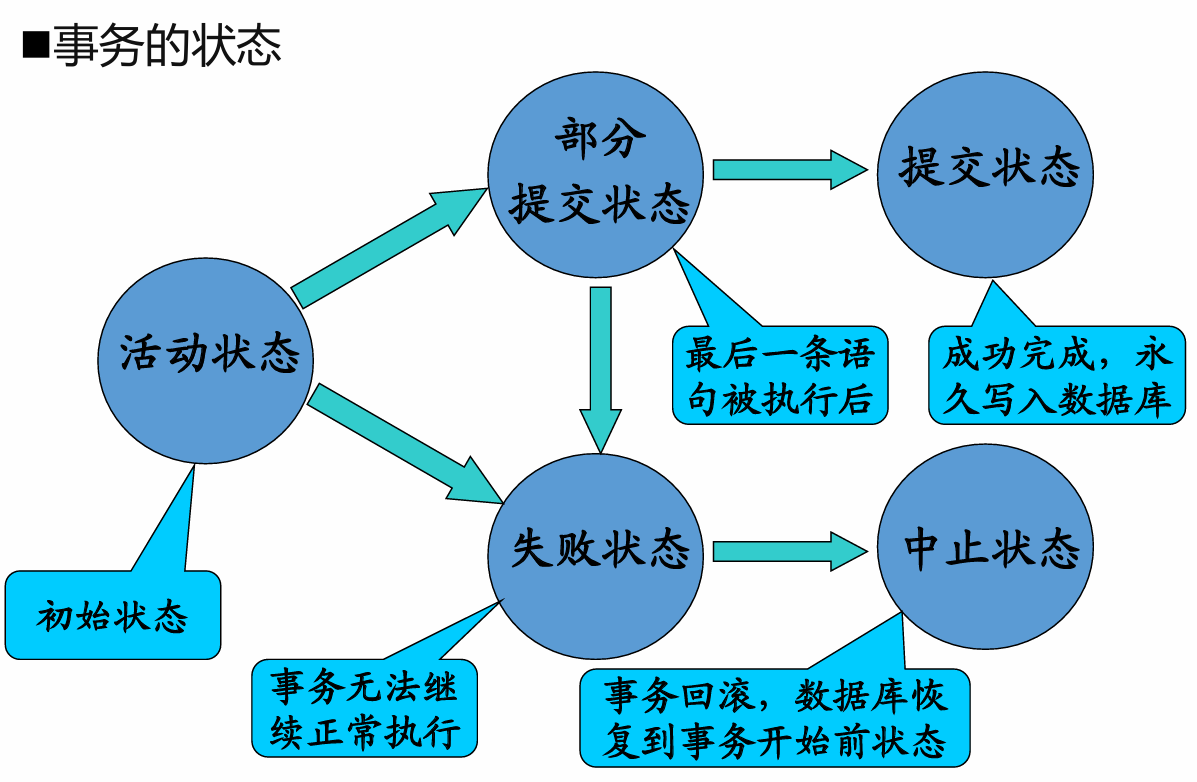 ■事务的状态
部分
提交状态
提交状态
活动状态
最后一条语
句被执行后
成功完成，永
久写入数据库
失败状态
中止状态
初始状态
事务无法继
续正常执行
事务回滚，数据库恢
复到事务开始前状态